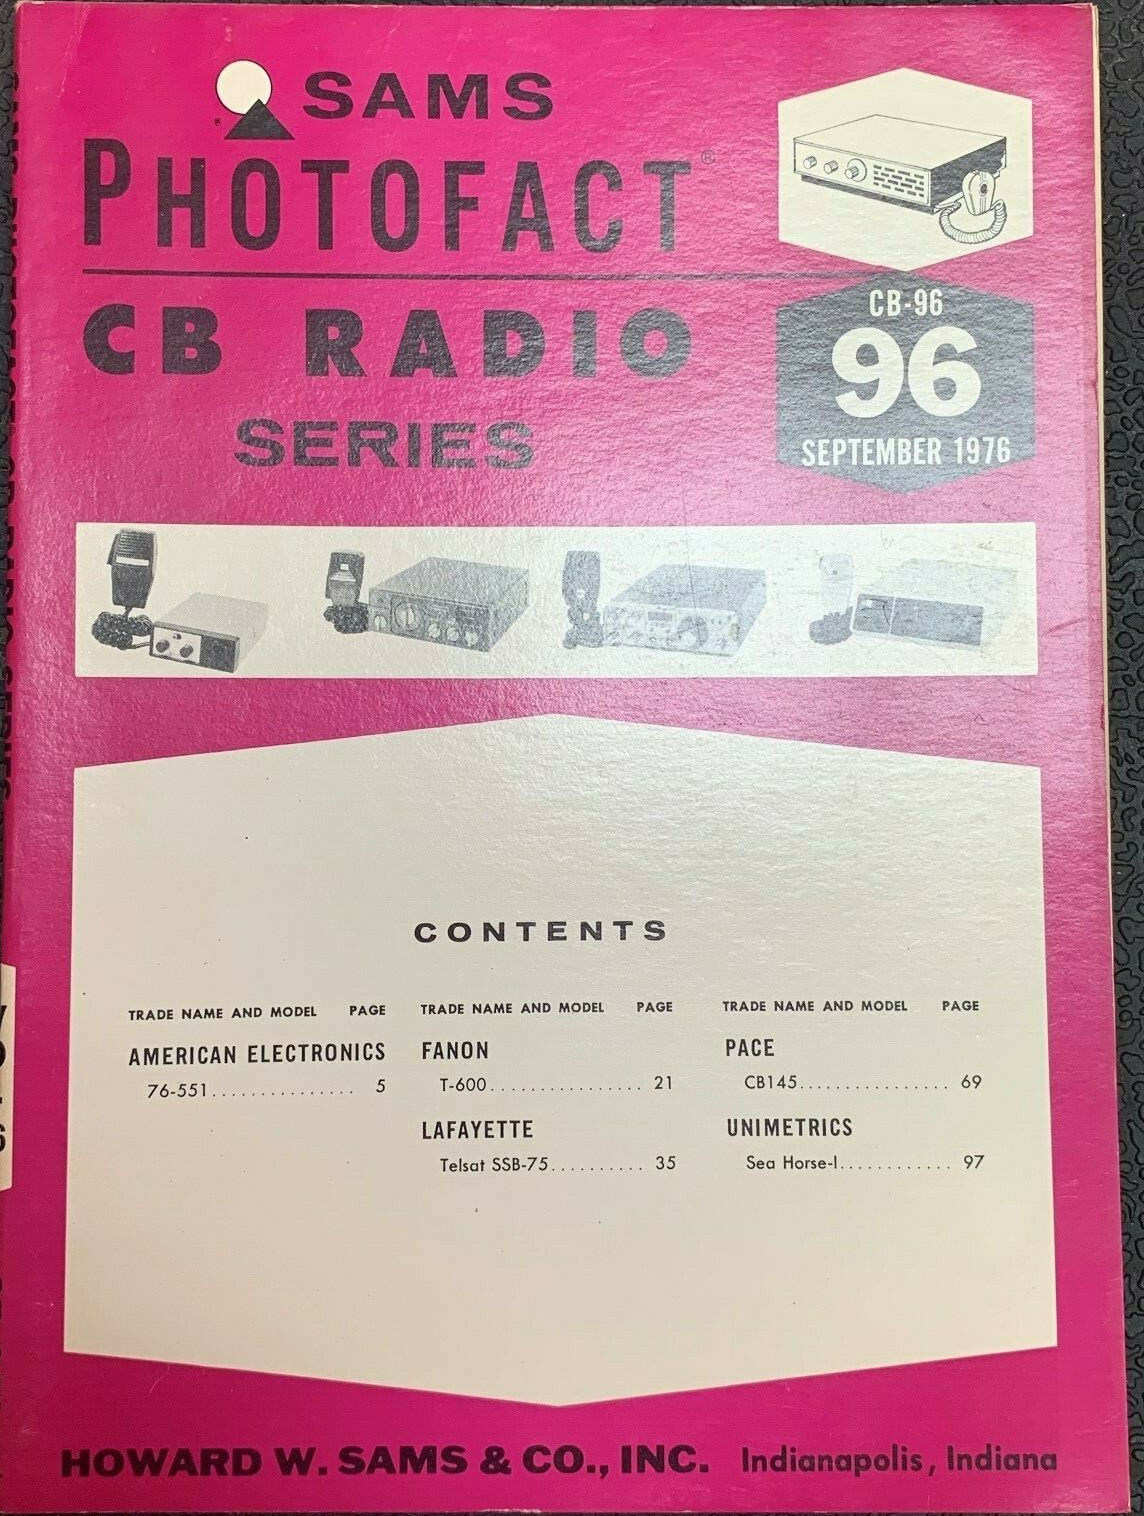 SAMS
PHOTOFACT®
CB RADIO
SERIES
CB-96
96
SEPTEMBER 1976
CONTENTS
TRADE NAME AND MODEL PAGE
AMERICAN ELECTRONICS
76-551............... 5
TRADE NAME AND MODEL PAGE
FANON
T-600................ 21
LAFAYETTE
Telsat SSB-75.......... 35
TRADE NAME AND MODEL PAGE
PACE
CB145................ 69
UNIMETRICS
Sea Horse-I............ 97
HOWARD W. SAMS & CO., INC. Indianapolis, Indiana